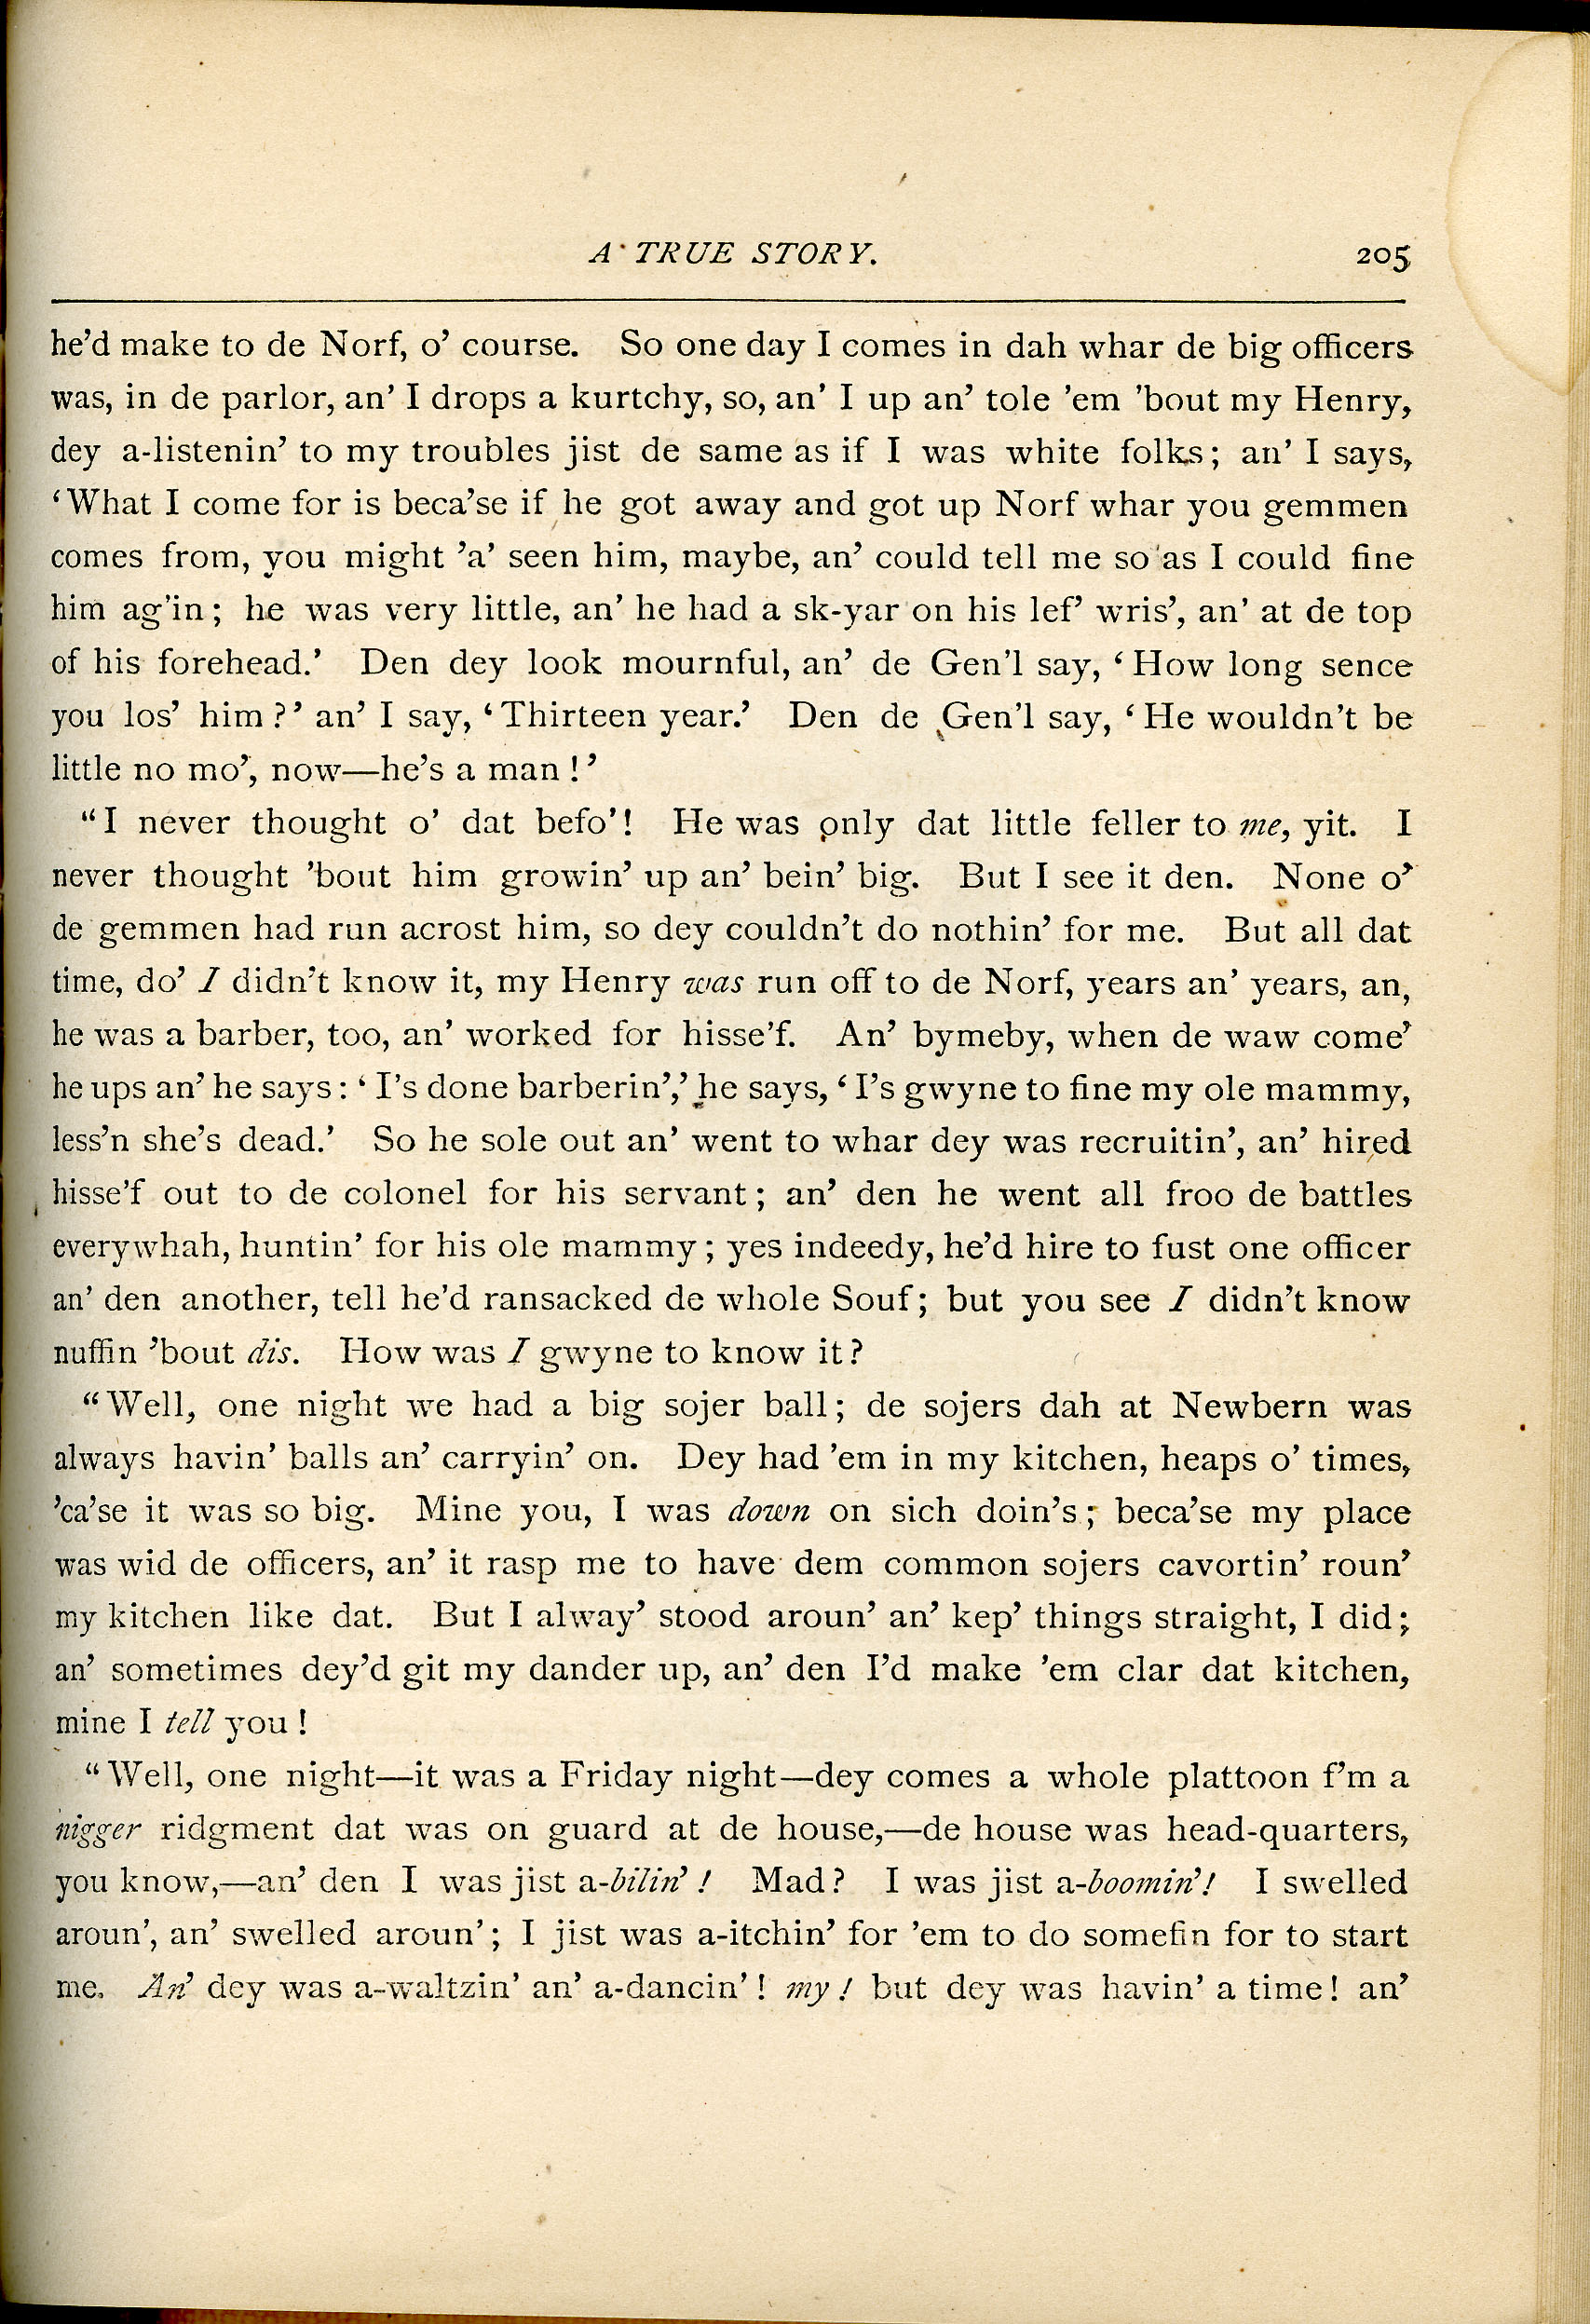 A TRUE STORY. 205
he'd make to de Norf, o' course. So one day I comes in dah whar de big officers
was, in de parlor, an' I drops a kurtchy, so, an' I up an' tole 'em 'bout my Henry,
dey a-listenin' to my troubles jist de same as if I was white folks; an' I says,
'What I come for is beca'se if he got away and got up Norf whar you gemmen
comes from, you might 'a' seen him, maybe, an' could tell me so as I could fine
him ag'in; he was very little, an' he had a sk-yar on his lef' wris', an' at de top
of his forehead.' Den dey look mournful, an' de Gen'l say, 'How long sence
you los' him?' an' I say, 'Thirteen year.' Den de Gen'l say, 'He wouldn't be
little no mo', now—he's a man!'
"I never thought o' dat befo'! He was only dat little feller to me, yit. I
never thought 'bout him growin' up an' bein' big. But I see it den. None o'
de gemmen had run acrost him, so dey couldn't do nothin' for me. But all dat
time, do' I didn't know it, my Henry was run off to de Norf, years an' years, an,
he was a barber, too, an' worked for hisse'f. An' bymeby, when de waw come'
he ups an' he says: 'I's done barberin',' he says, 'I's gwyne to fine my ole mammy,
less'n she's dead.' So he sole out an' went to whar dey was recruitin', an' hired
hisse'f out to de colonel for his servant; an' den he went all froo de battles
everywhah, huntin' for his ole mammy; yes indeedy, he'd hire to fust one officer
an' den another, tell he'd ransacked de whole Souf; but you see I didn't know
nuffin 'bout dis. How was I gwyne to know it?
"Well, one night we had a big sojer ball; de sojers dah at Newbern was
always havin' balls an' carryin' on. Dey had 'em in my kitchen, heaps o' times,
'ca'se it was so big. Mine you, I was down on sich doin's; beca'se my place
was wid de officers, an' it rasp me to have dem common sojers cavortin' roun'
my kitchen like dat. But I alway' stood aroun' an' kep' things straight, I did;
an' sometimes dey'd git my dander up, an' den I'd make 'em clar dat kitchen,
mine I tell you!
"Well, one night—it was a Friday night—dey comes a whole plattoon f'm a
nigger ridgment dat was on guard at de house,—de house was head-quarters,
you know,—an' den I was jist a-bilin'! Mad? I was jist a-boomin'! I swelled
aroun', an' swelled aroun'; I jist was a-itchin' for 'em to do somefin for to start
me. An' dey was a-waltzin' an' a-dancin'! my! but dey was havin' a time! an'